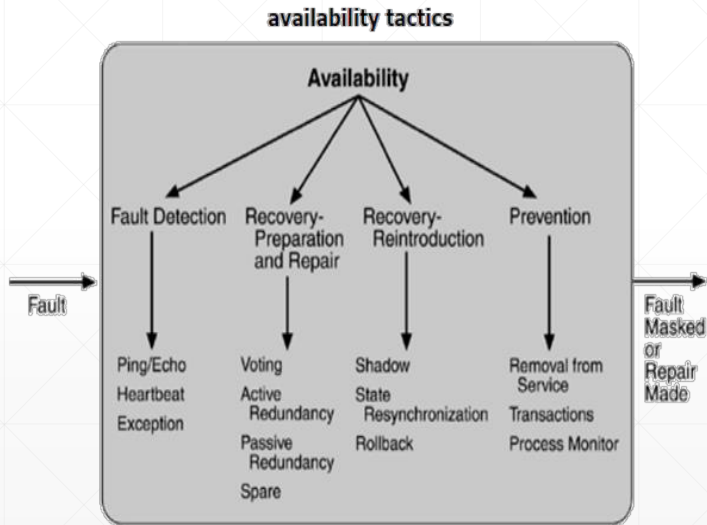 availability tactics
Availability
Fault Detection
Recovery-
Preparation
and Repair
Recovery-
Reintroduction
Prevention
Fault
Ping/Echo
Heartbeat
Exception
Voting
Active
Redundancy
Passive
Redundancy
Spare
Shadow
State
Resynchronization
Rollback
Removal from
Service
Transactions
Process Monitor
Fault
Masked
or
Repair
Made